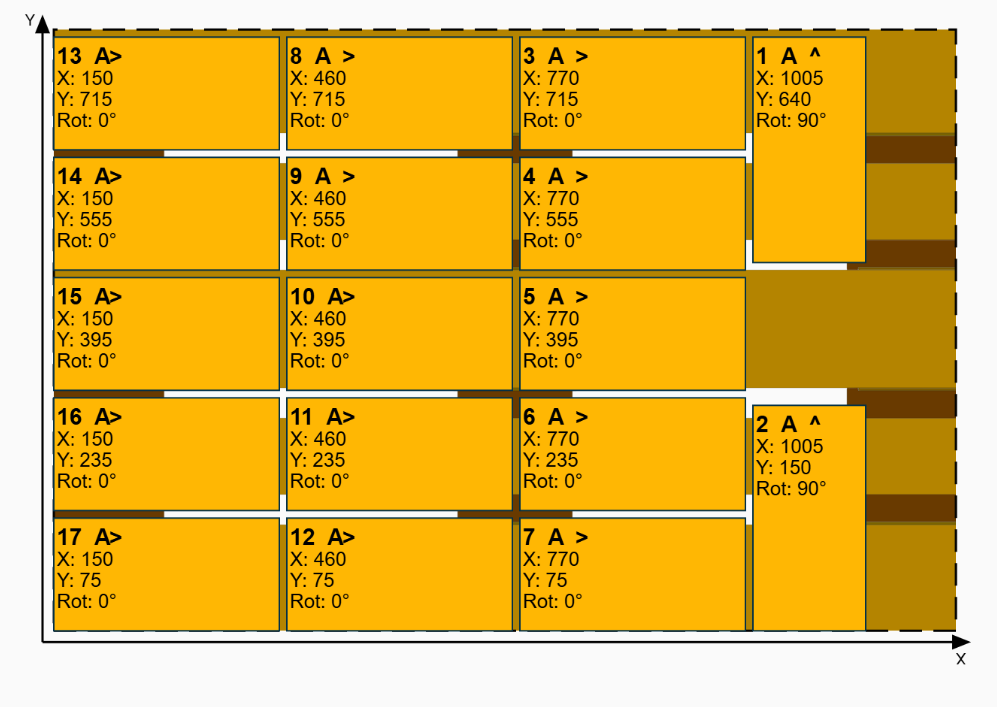 Y
13 A>
X: 150
Y: 715
Rot: 0°
8 A >
X: 460
Y: 715
Rot: 0°
3 A >
X: 770
Y: 715
Rot: 0°
1 A ^
X: 1005
Y: 640
Rot: 90°
14 A>
X: 150
Y: 555
Rot: 0°
9 A >
X: 460
Y: 555
Rot: 0°
4 A >
X: 770
Y: 555
Rot: 0°
15 A>
X: 150
Y: 395
Rot: 0°
10 A>
X: 460
Y: 395
Rot: 0°
5 A >
X: 770
Y: 395
Rot: 0°
16 A>
X: 150
Y: 235
Rot: 0°
11 A>
X: 460
Y: 235
Rot: 0°
6 A >
X: 770
Y: 235
Rot: 0°
2 A ^
X: 1005
Y: 150
Rot: 90°
17 A>
X: 150
Y: 75
Rot: 0°
12 A>
X: 460
Y: 75
Rot: 0°
7 A >
X: 770
Y: 75
Rot: 0°
X